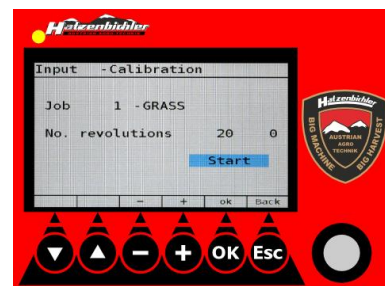 Hatzenbichler
Input -Calibration
Job 1 -GRASS
No. revolutions 20 0
Start
- + ok Back
OK Esc
Hatzenbichler
BIG MACHINE
AUSTRIAN
AGRO
TECHNIK
BIG HARVEST